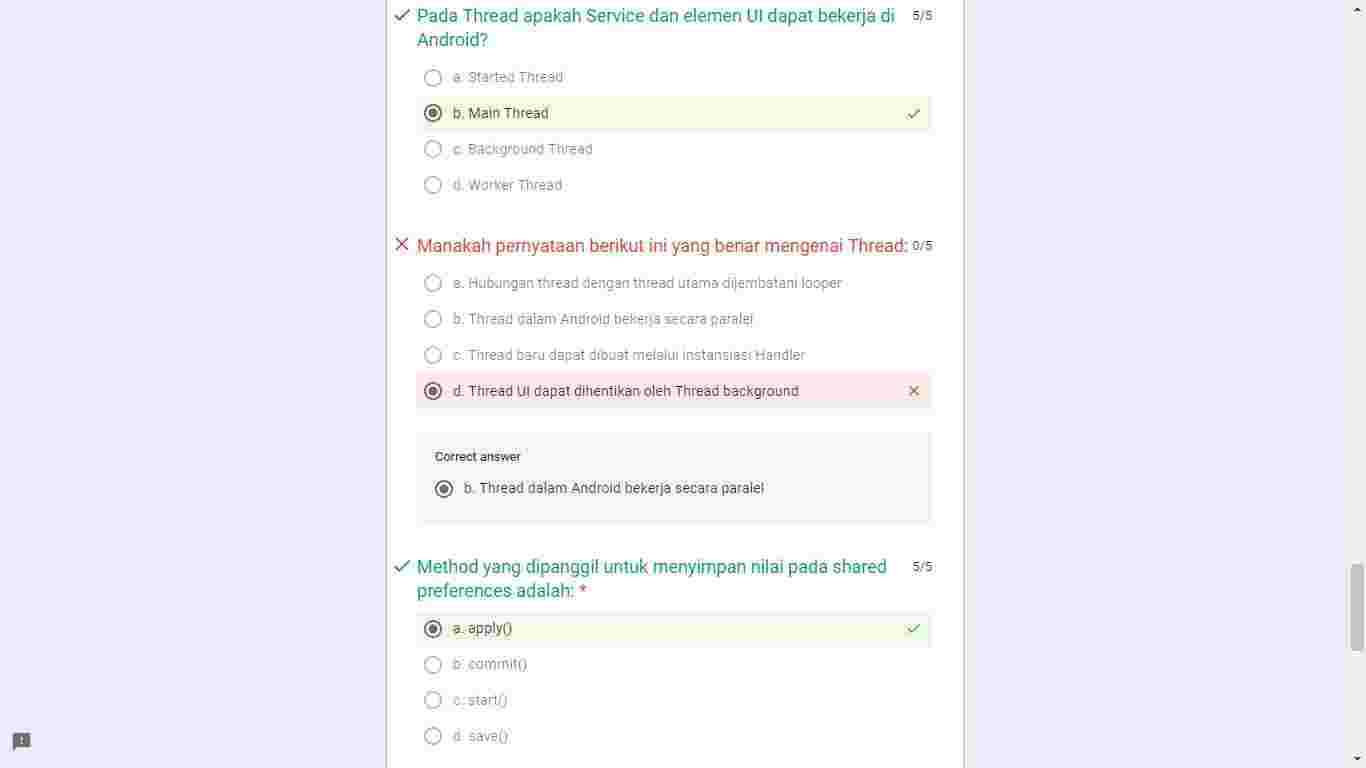 Pada Thread apakah Service dan elemen UI dapat bekerja di 5/5
Android?
a. Started Thread
b. Main Thread
c. Background Thread
d. Worker Thread
Manakah pernyataan berikut ini yang benar mengenai Thread: 0/5
a. Hubungan thread dengan thread utama dijembatani looper
b. Thread dalam Android bekerja secara paralel
c. Thread baru dapat dibuat melalui instansiasi Handler
d. Thread UI dapat dihentikan oleh Thread background
Correct answer
b. Thread dalam Android bekerja secara paralel
Method yang dipanggil untuk menyimpan nilai pada shared 5/5
preferences adalah: *
a. apply()
b. commit()
c. start()
d. save()